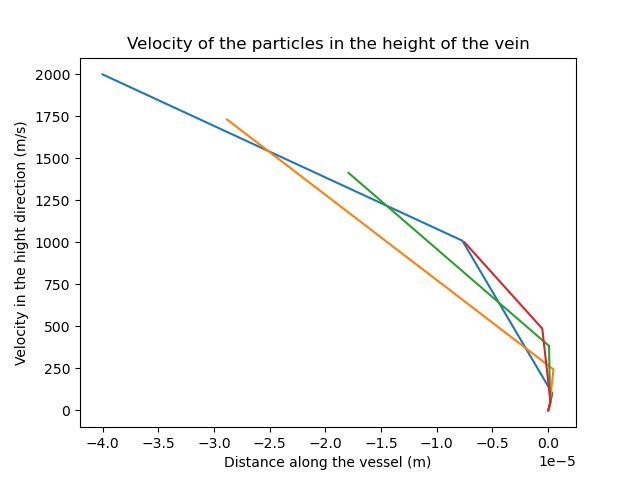 Velocity of the particles in the height of the vein
2000
1750
1500
1250
1000
750
500
250
0
Velocity in the hight direction (m/s)
−4.0 −3.5 −3.0 −2.5 −2.0 −1.5 −1.0 −0.5 0.0
Distance along the vessel (m)
1e−5